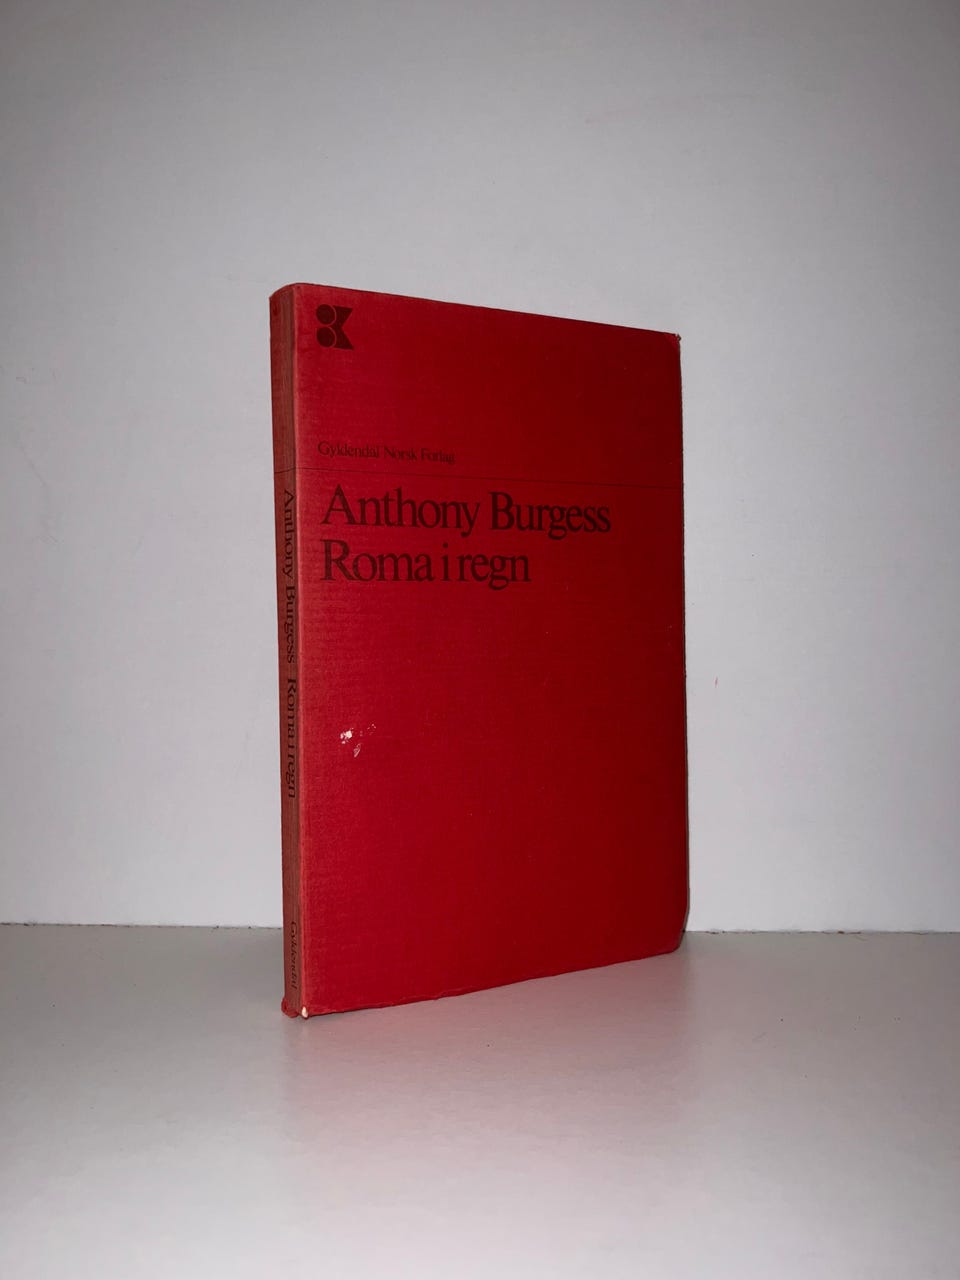 Gyldendal Norsk Forlag
Anthony Burgess
Roma i regn
Anthony Burgess Roma i regn
Gyldendal